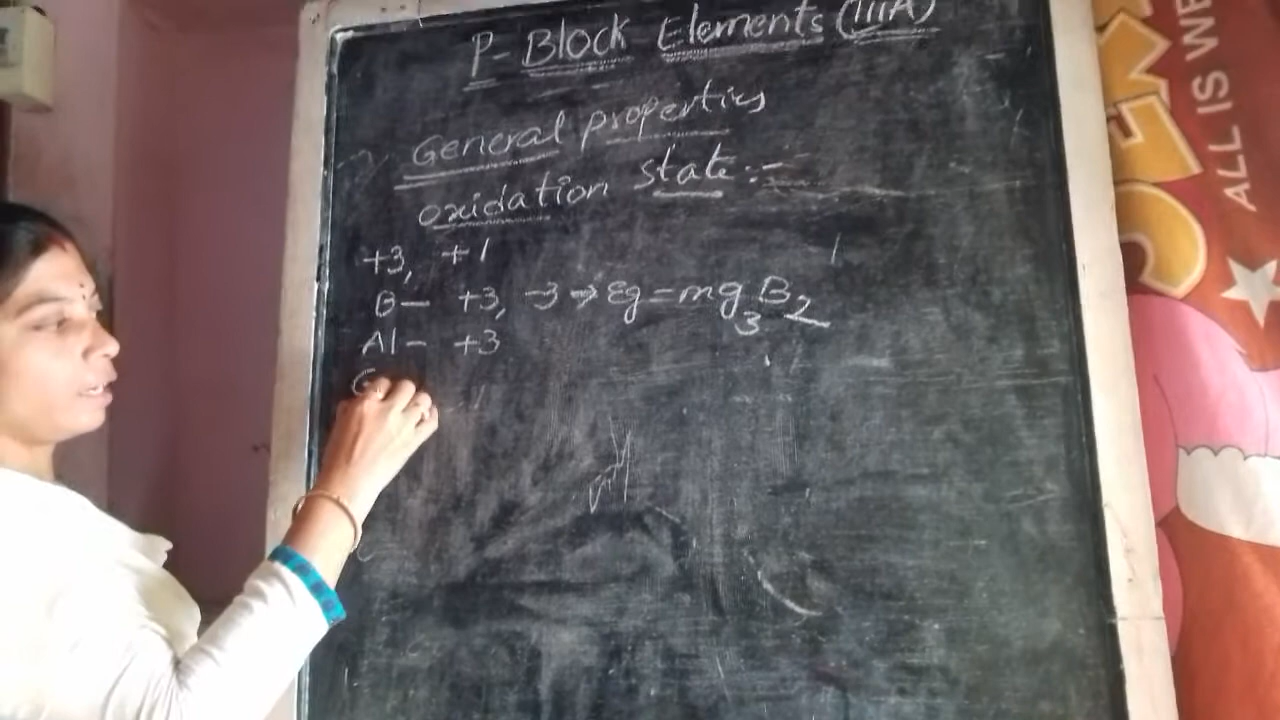 P-Block Elements (IIIA)
General properties
oxidation state:-
+3, +1
B- +3, -3 → Eg = mg3B2
Al- +3
G
ALL IS WE